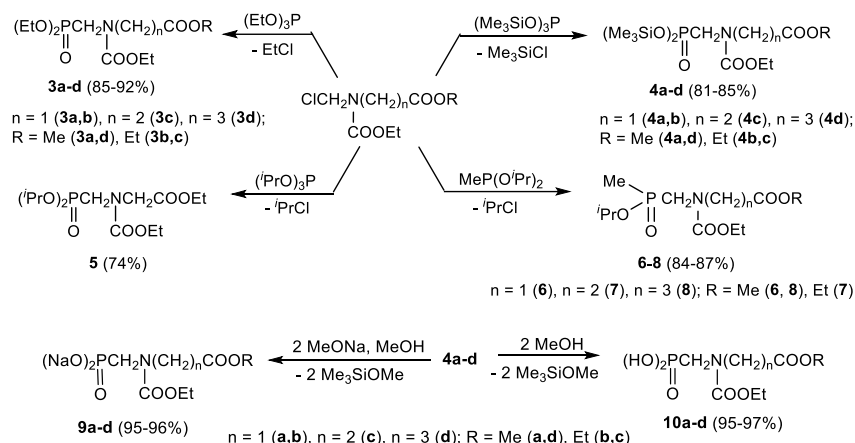 (EtO)₂PCH₂N(CH₂)ₙCOOR
O COOEt
3a-d (85-92%)
n = 1 (3a,b), n = 2 (3c), n = 3 (3d);
R = Me (3a,d), Et (3b,c)
(EtO)₃P
- EtCl
(Me₃SiO)₃P
- Me₃SiCl
(Me₃SiO)₂PCH₂N(CH₂)ₙCOOR
O COOEt
4a-d (81-85%)
n = 1 (4a,b), n = 2 (4c), n = 3 (4d);
R = Me (4a,d), Et (4b,c)
ClCH₂N(CH₂)ₙCOOR
COOEt
(ⁱPrO)₂PCH₂NCH₂COOEt
O COOEt
5 (74%)
(ⁱPrO)₃P
- ⁱPrCl
MeP(OⁱPr)₂
- ⁱPrCl
Me
PCH₂N(CH₂)ₙCOOR
ⁱPrO
O COOEt
6-8 (84-87%)
n = 1 (6), n = 2 (7), n = 3 (8); R = Me (6, 8), Et (7)
(NaO)₂PCH₂N(CH₂)ₙCOOR
O COOEt
9a-d (95-96%)
2 MeONa, MeOH
- 2 Me₃SiOMe
4a-d
2 MeOH
- 2 Me₃SiOMe
(HO)₂PCH₂N(CH₂)ₙCOOR
O COOEt
10a-d (95-97%)
n = 1 (a,b), n = 2 (c), n = 3 (d); R = Me (a,d), Et (b,c)